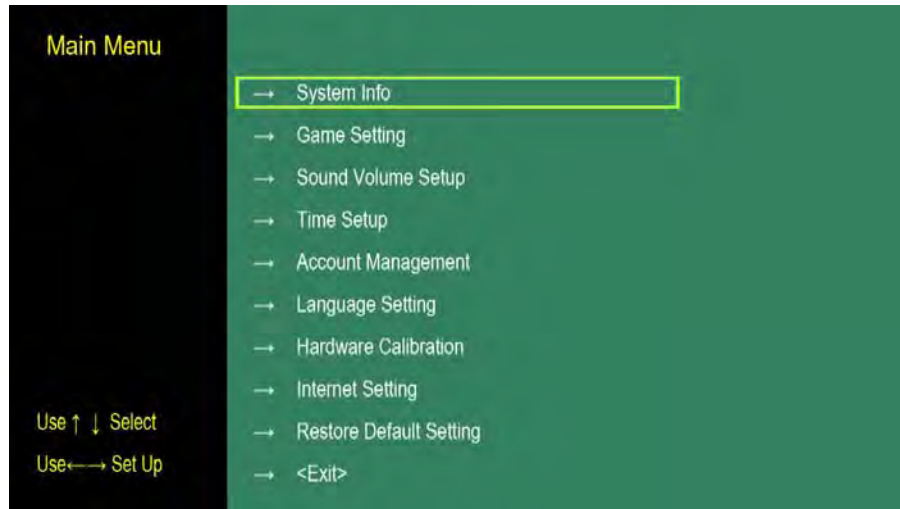 Main Menu
→ System Info
→ Game Setting
→ Sound Volume Setup
→ Time Setup
→ Account Management
→ Language Setting
→ Hardware Calibration
→ Internet Setting
→ Restore Default Setting
→ <Exit>
Use ↑ ↓ Select
Use←→ Set Up